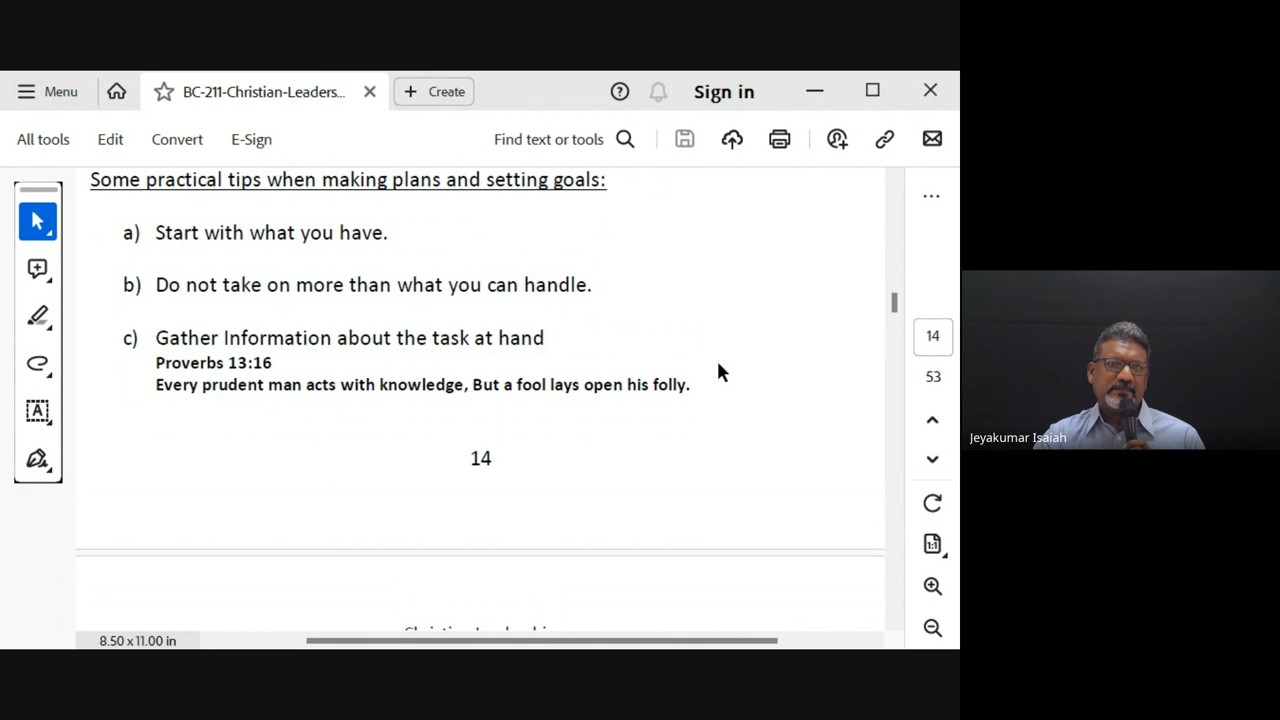 Menu
BC-211-Christian-Leaders...
Create
Sign in
All tools
Edit
Convert
E-Sign
Find text or tools
Some practical tips when making plans and setting goals:
a) Start with what you have.
b) Do not take on more than what you can handle.
c) Gather Information about the task at hand
Proverbs 13:16
Every prudent man acts with knowledge, But a fool lays open his folly.
14
14
53
1:1
8.50 x 11.00 in
Jeyakumar Isaiah